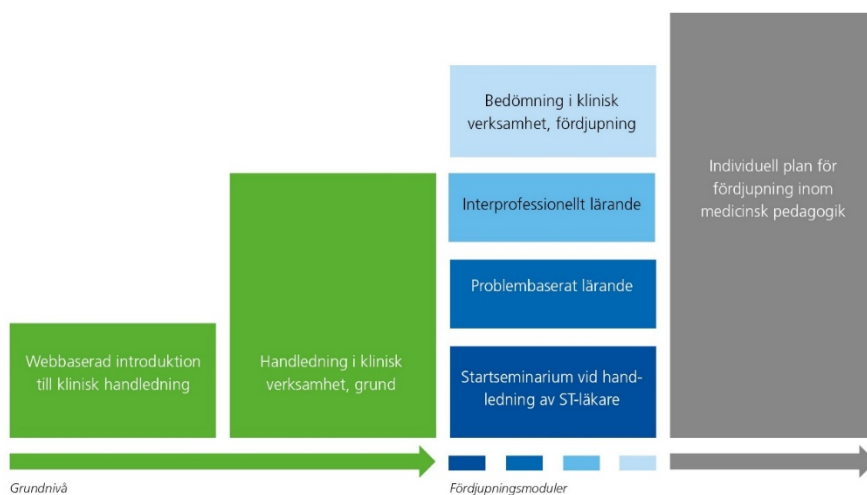 Webbaserad introduktion
till klinisk handledning
Handledning i klinisk
verksamhet, grund
Bedömning i klinisk
verksamhet, fördjupning
Interprofessionellt lärande
Problembaserat lärande
Startseminarium vid hand-
ledning av ST-läkare
Individuell plan för
fördjupning inom
medicinsk pedagogik
Grundnivå
Fördjupningsmoduler